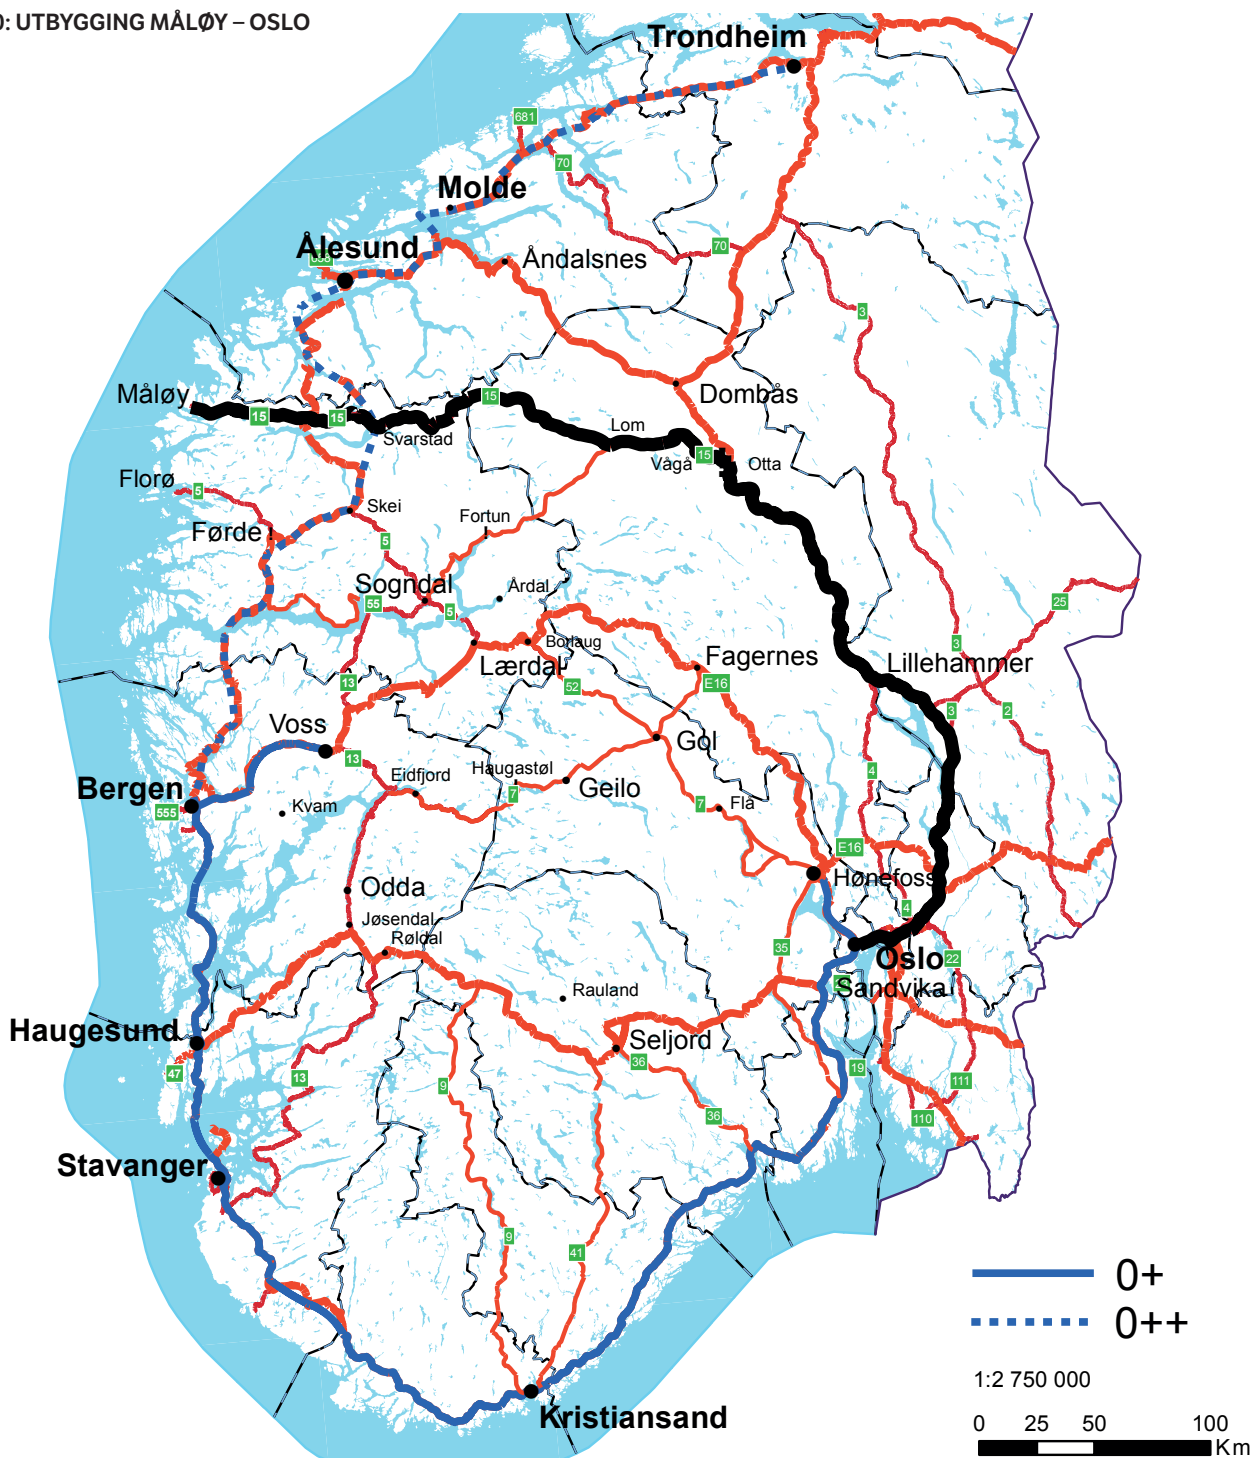 0: UTBYGGING MÅLØY – OSLO
Trondheim
681
70
Molde
Ålesund
658
Åndalsnes
70
3
Måløy
15
15
15
Dombås
Svarstad
Lom
Vågå
15
Otta
Florø
5
Skei
Førde
Fortun
5
Sogndal
Årdal
55
5
25
3
Borlaug
Lærdal
Fagernes
Lillehammer
13
52
E16
3
2
Voss
13
Gol
Eidfjord
Haugastøl
4
Bergen
Geilo
7
7
Flå
555
Kvam
E16
Hønefoss
Odda
4
Jøsendal
Røldal
35
Oslo
22
Rauland
Sandvika
Haugesund
Seljord
47
13
9
36
19
111
36
110
Stavanger
9
41
0+
0++
1:2 750 000
0 25 50 100
Km
Kristiansand